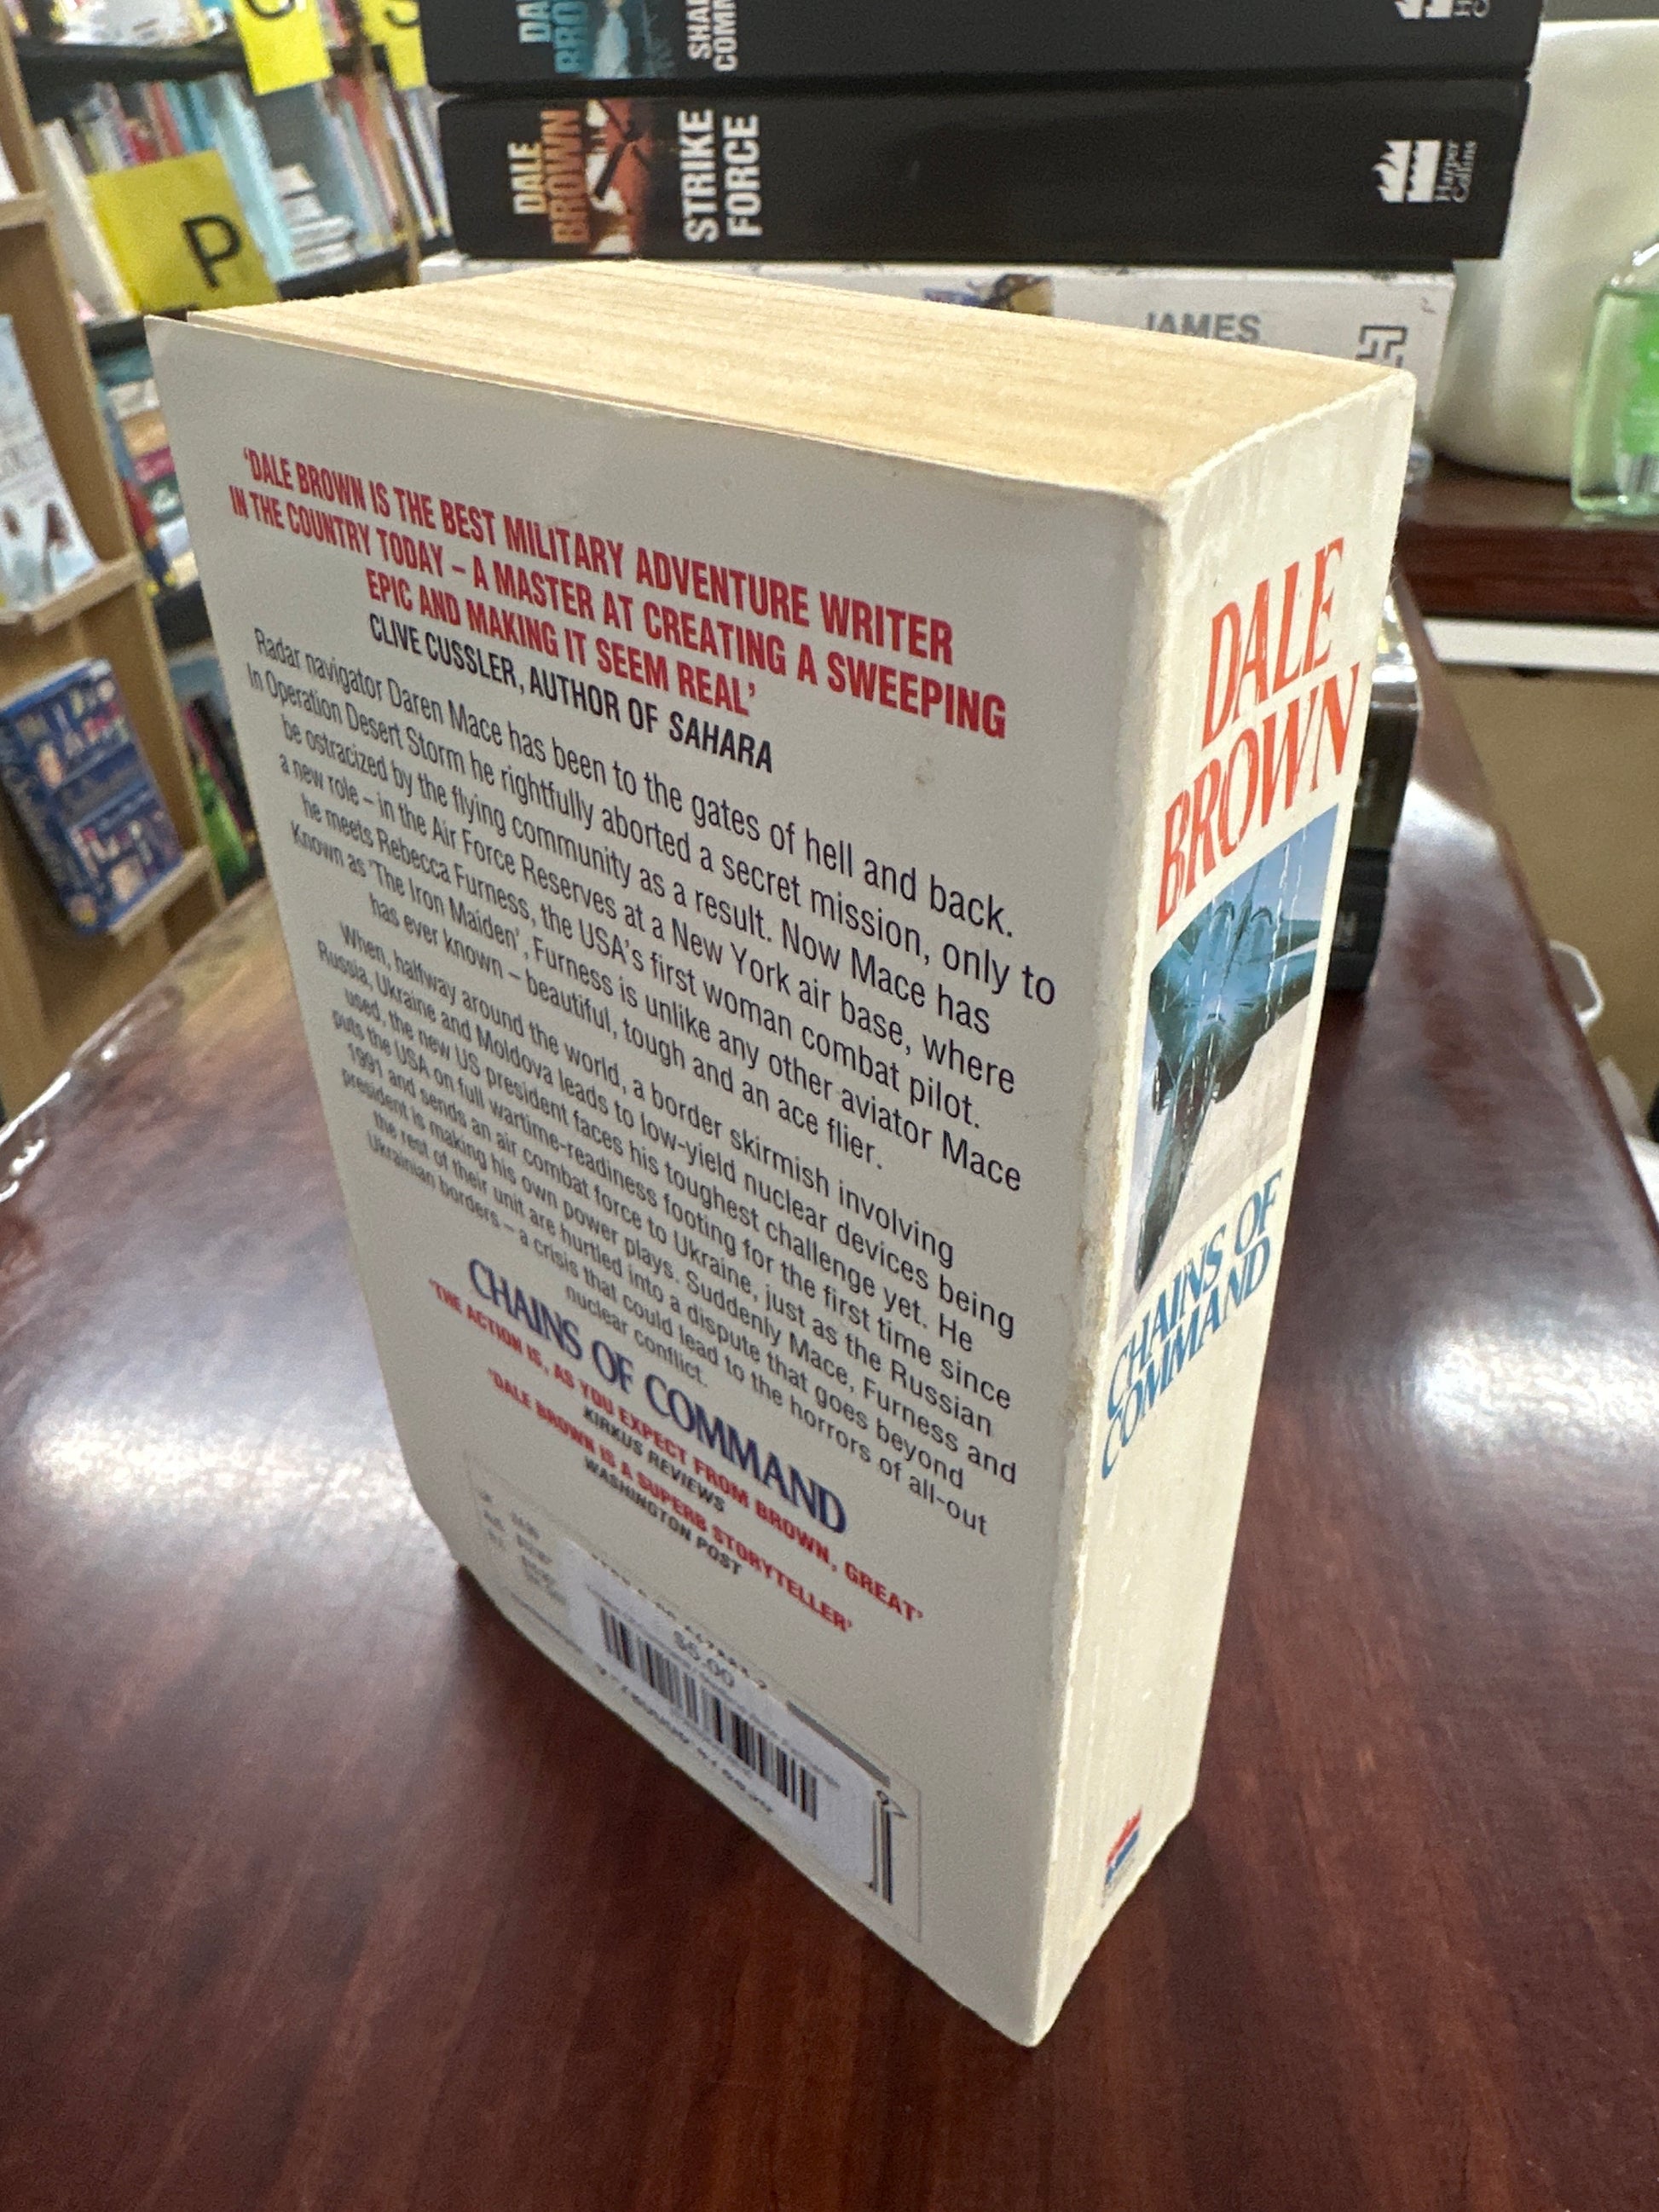 DALE
BRO
SHA
COM
DALE
BROWN
STRIKE
FORCE
Harper
Collins
JAMES
P
'DALE BROWN IS THE BEST MILITARY ADVENTURE WRITER
IN THE COUNTRY TODAY – A MASTER AT CREATING A SWEEPING
EPIC AND MAKING IT SEEM REAL'
CLIVE CUSSLER, AUTHOR OF SAHARA
Radar navigator Daren Mace has been to the gates of hell and back.
In Operation Desert Storm he rightfully aborted a secret mission, only to
be ostracized by the flying community as a result. Now Mace has
a new role – in the Air Force Reserves at a New York air base, where
he meets Rebecca Furness, the USA's first woman combat pilot.
Known as 'The Iron Maiden', Furness is unlike any other aviator Mace
has ever known – beautiful, tough and an ace flier.
When, halfway around the world, a border skirmish involving
Russia, Ukraine and Moldova leads to low-yield nuclear devices being
used, the new US president faces his toughest challenge yet. He
puts the USA on full wartime-readiness footing for the first time since
1991 and sends an air combat force to Ukraine, just as the Russian
president is making his own power plays. Suddenly Mace, Furness and
the rest of their unit are hurtled into a dispute that goes beyond
Ukrainian borders – a crisis that could lead to the horrors of all-out
nuclear conflict.
CHAINS OF COMMAND
'THE ACTION IS, AS YOU EXPECT FROM BROWN, GREAT'
KIRKUS REVIEWS
'DALE BROWN IS A SUPERB STORYTELLER'
WASHINGTON POST
$5.00
DALE
BROWN
CHAINS OF
COMMAND